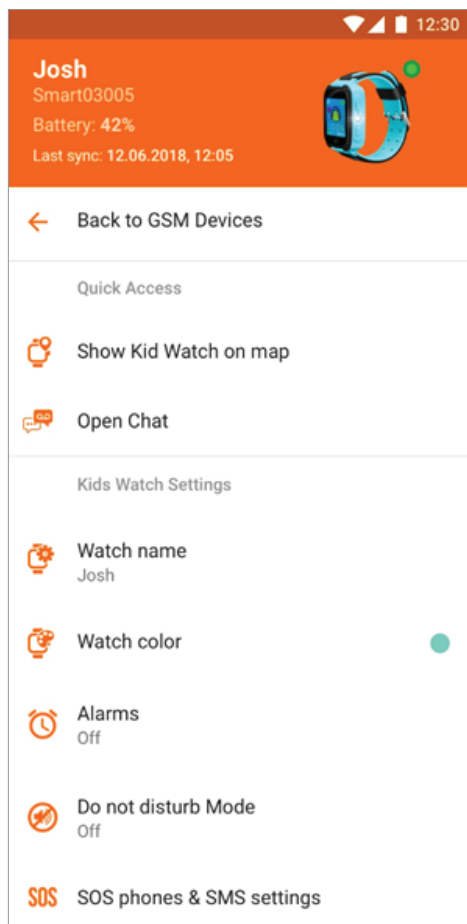 12:30
Josh
Smart03005
Battery: 42%
Last sync: 12.06.2018, 12:05
Back to GSM Devices
Quick Access
Show Kid Watch on map
Open Chat
Kids Watch Settings
Watch name
Josh
Watch color
Alarms
Off
Do not disturb Mode
Off
SOS SOS phones & SMS settings